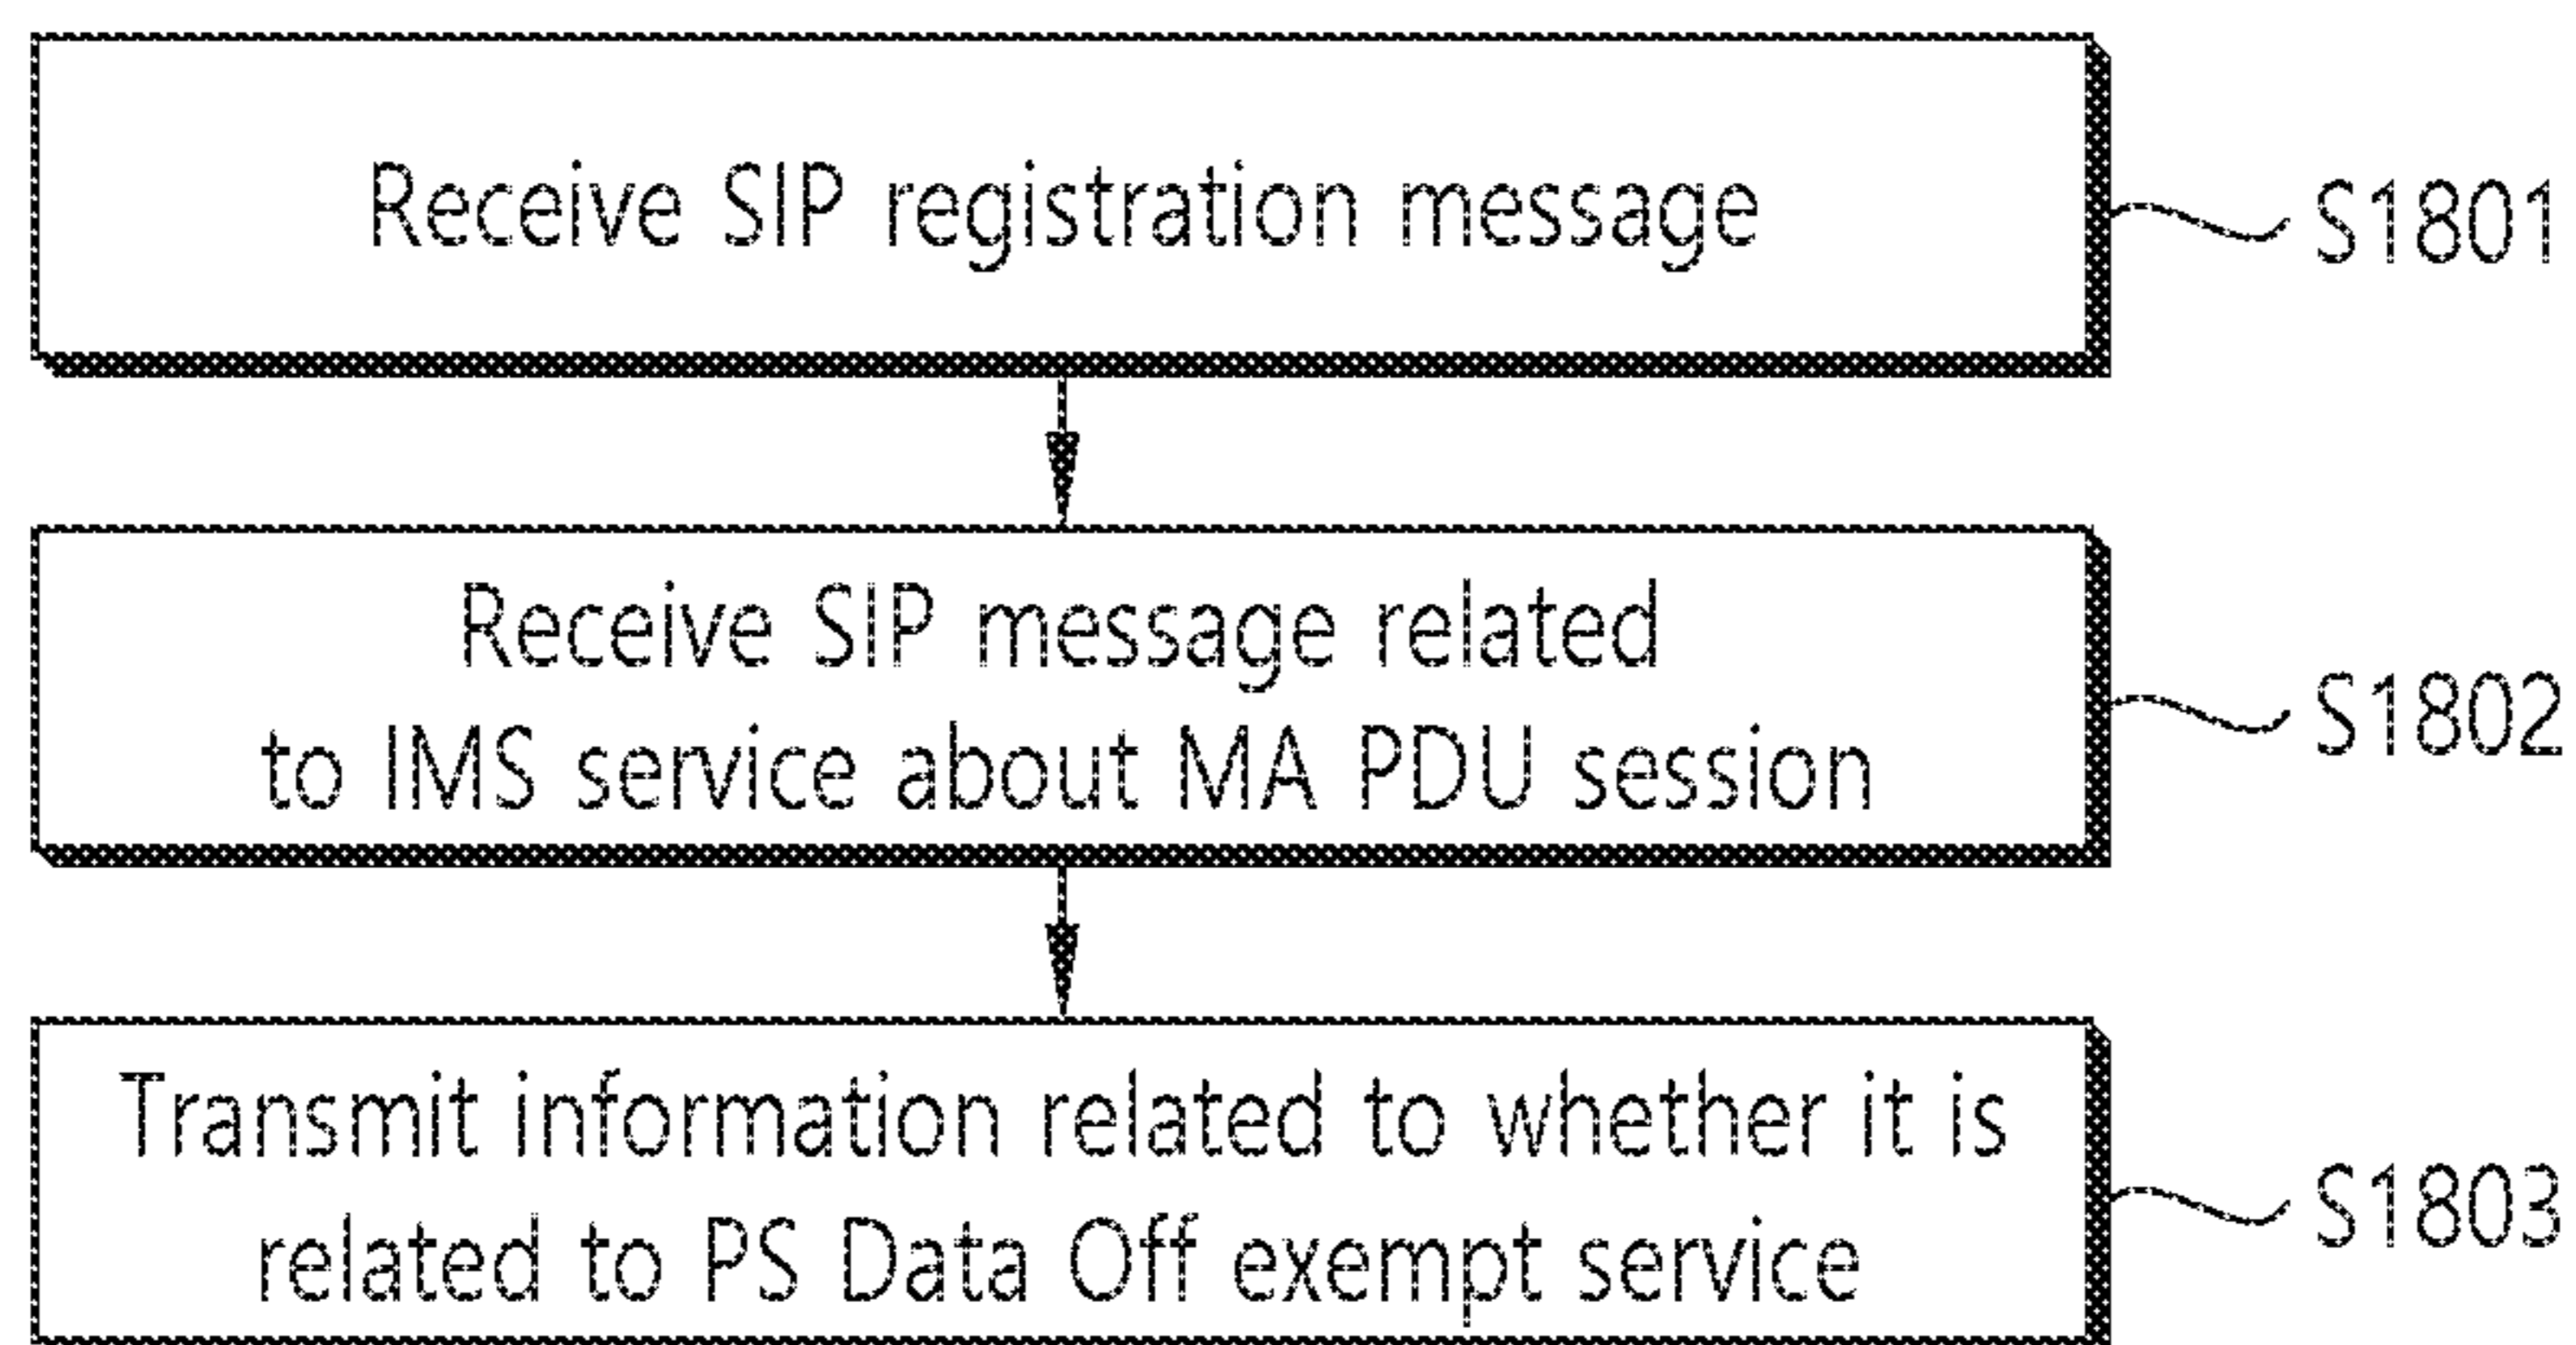 Receive SIP registration message
S1801
Receive SIP message related
to IMS service about MA PDU session
S1802
Transmit information related to whether it is
related to PS Data Off exempt service
S1803